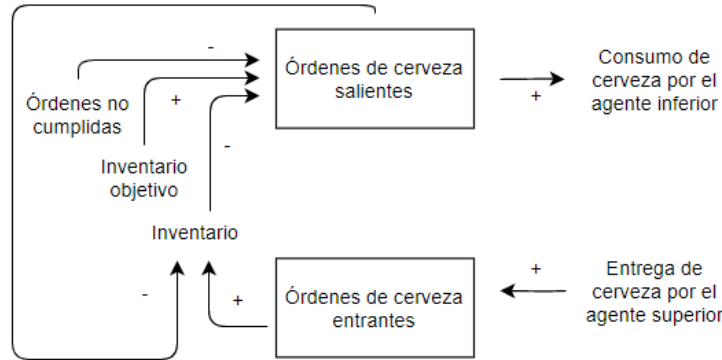 -
Órdenes de cerveza
salientes
Consumo de
cerveza por el
agente inferior
+
Órdenes no
cumplidas
+
-
Inventario
objetivo
Inventario
-
+
Órdenes de cerveza
entrantes
+
Entrega de
cerveza por el
agente superior